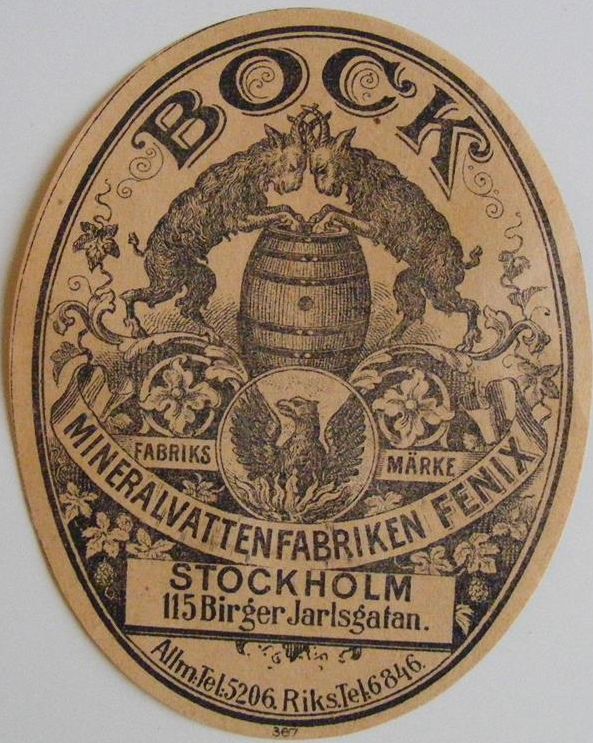 BOCK
FABRIKS MÄRKE
MINERALVATTENFABRIKEN FENIX
STOCKHOLM
115 Birger Jarlsgatan.
Allm.Tel.5206. Riks.Tel.6846.
367